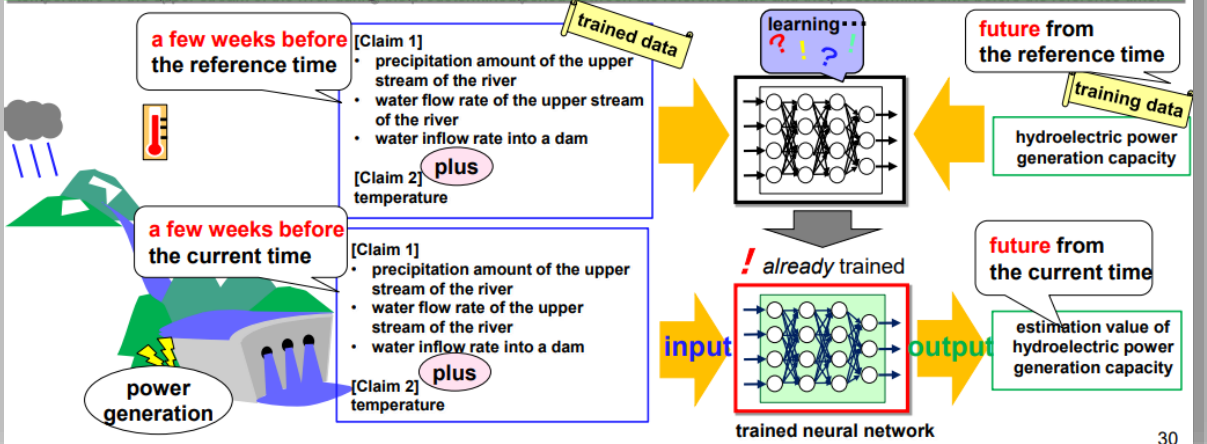 a few weeks before
the reference time
[Claim 1]
• precipitation amount of the upper
stream of the river
• water flow rate of the upper stream
of the river
• water inflow rate into a dam
plus
[Claim 2]
temperature
trained data
learning…
? ! ? !
future from
the reference time
training data
hydroelectric power
generation capacity
a few weeks before
the current time
[Claim 1]
• precipitation amount of the upper
stream of the river
• water flow rate of the upper
stream of the river
• water inflow rate into a dam
plus
[Claim 2]
temperature
power
generation
input
! already trained
output
trained neural network
future from
the current time
estimation value of
hydroelectric power
generation capacity
30